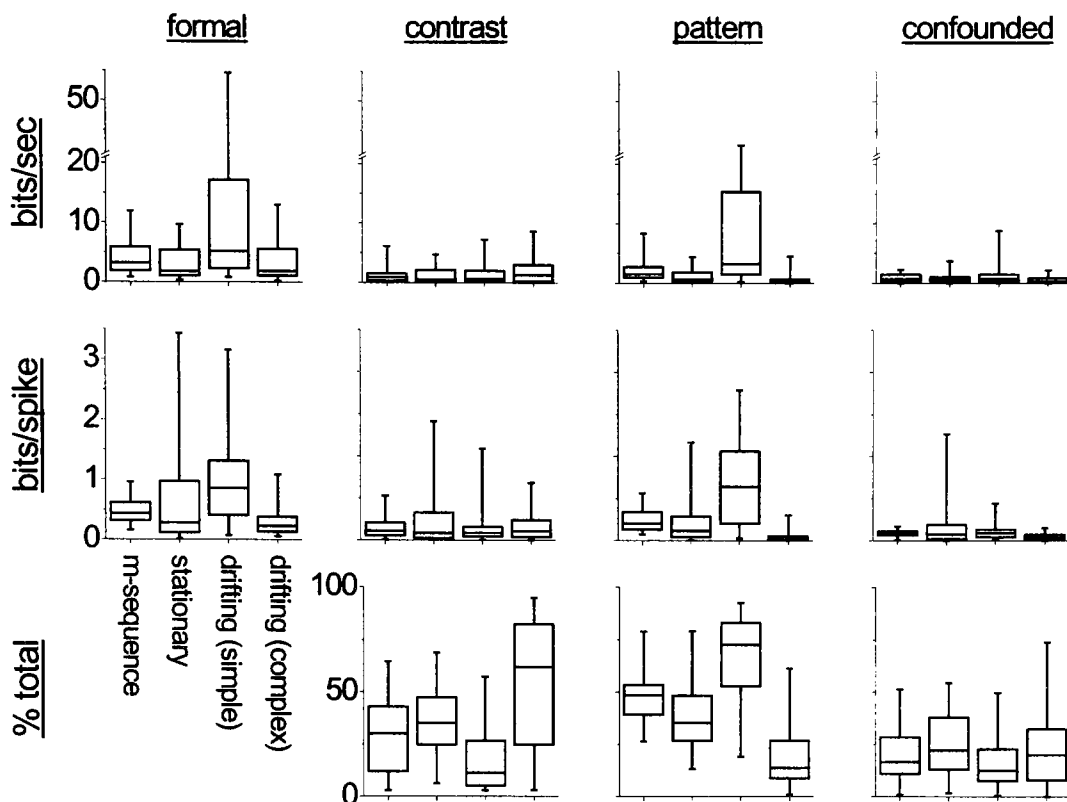 formal contrast pattern confounded
bits/sec
50
20
10
0
bits/spike
3
2
1
0
m-sequence
stationary
drifting (simple)
drifting (complex)
% total
100
50
0